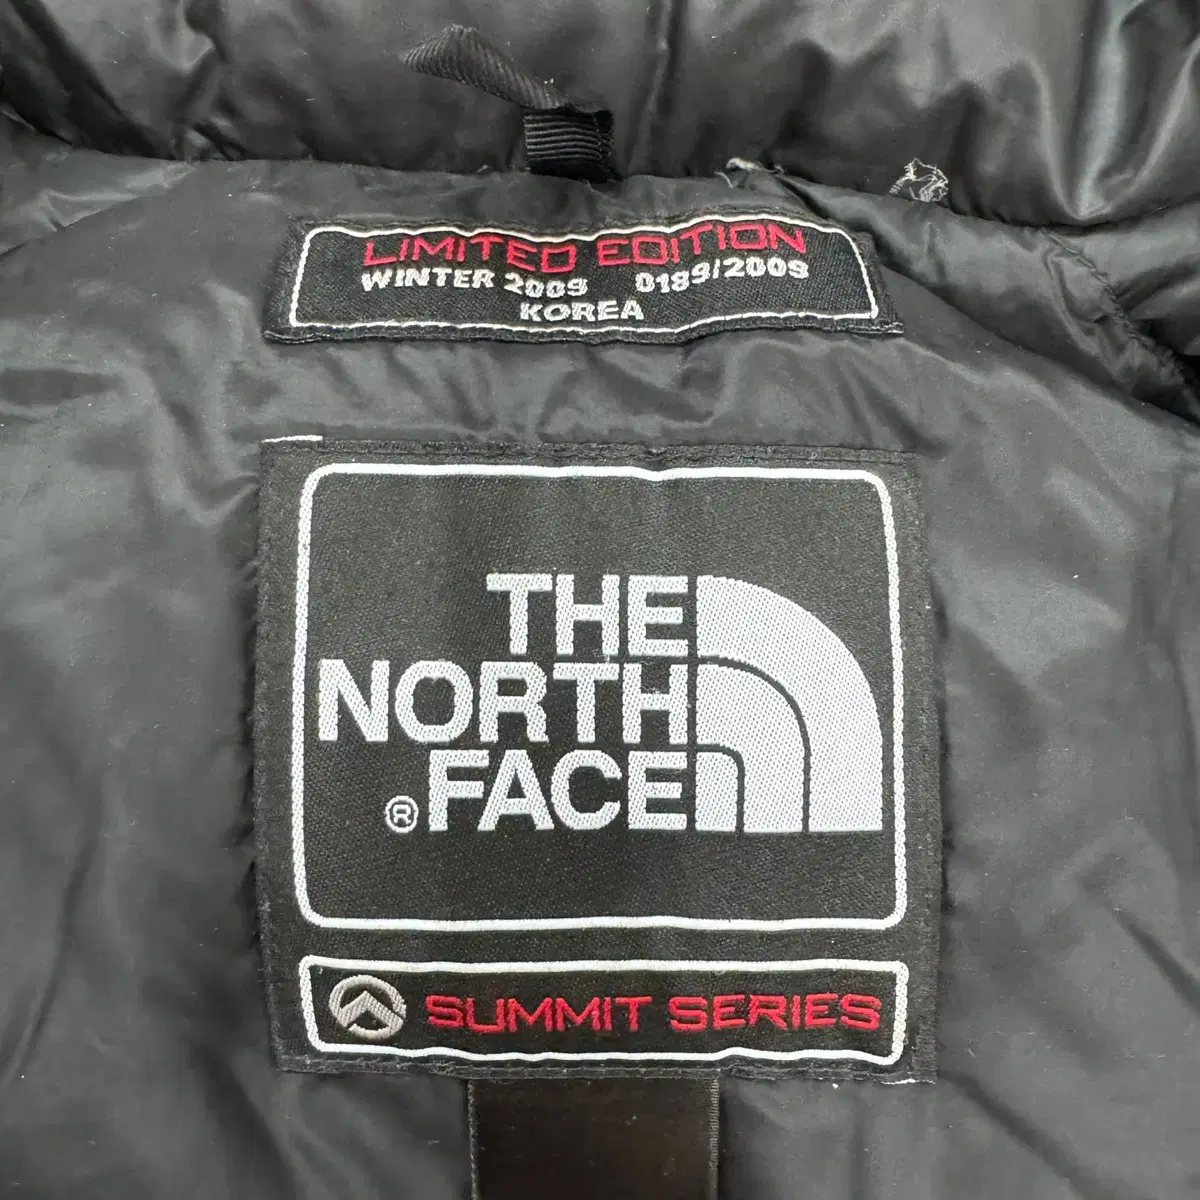 LIMITED EDITION
WINTER 2009 0189/2009
KOREA
THE
NORTH
® FACE
SUMMIT SERIES